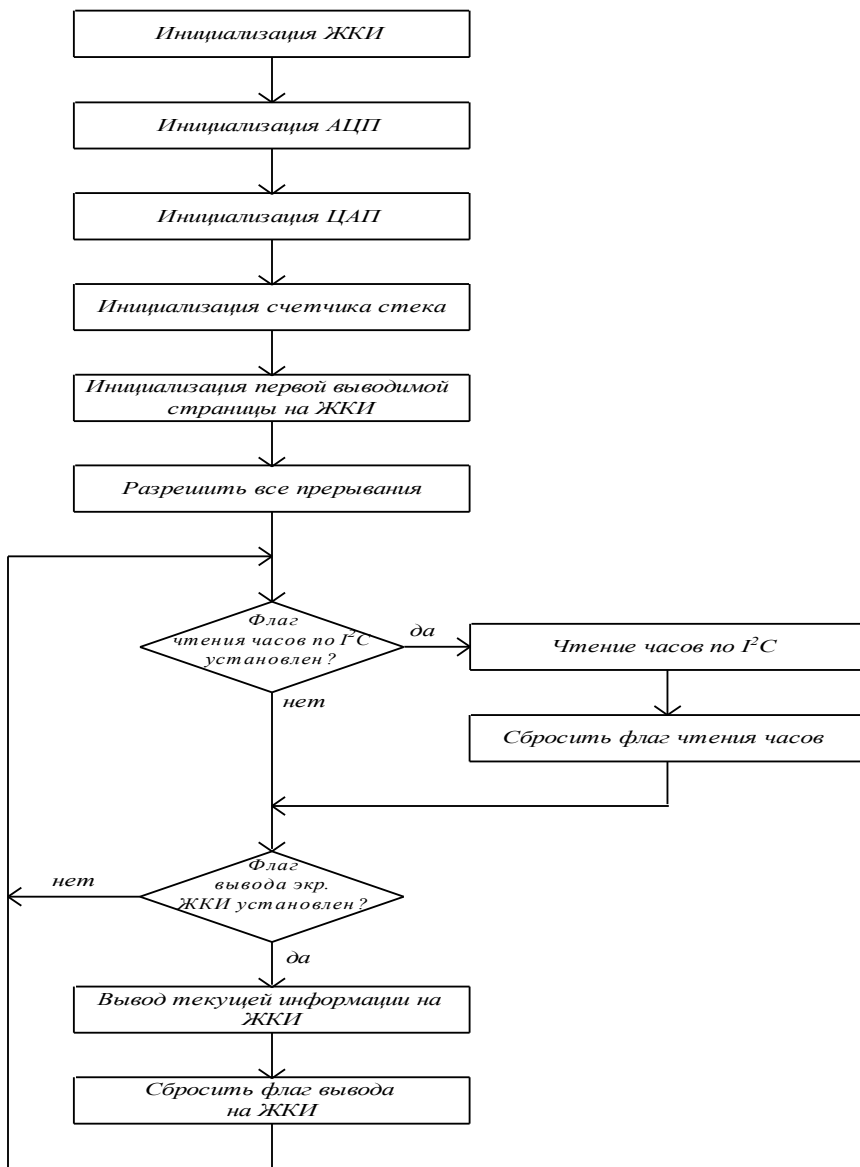 Инициализация ЖКИ
Инициализация АЦП
Инициализация ЦАП
Инициализация счетчика стека
Инициализация первой выводимой
страницы на ЖКИ
Разрешить все прерывания
Флаг
чтения часов по I²C
установлен?
да
нет
Чтение часов по I²C
Сбросить флаг чтения часов
Флаг
вывода экр.
ЖКИ установлен?
нет
да
Вывод текущей информации на
ЖКИ
Сбросить флаг вывода
на ЖКИ